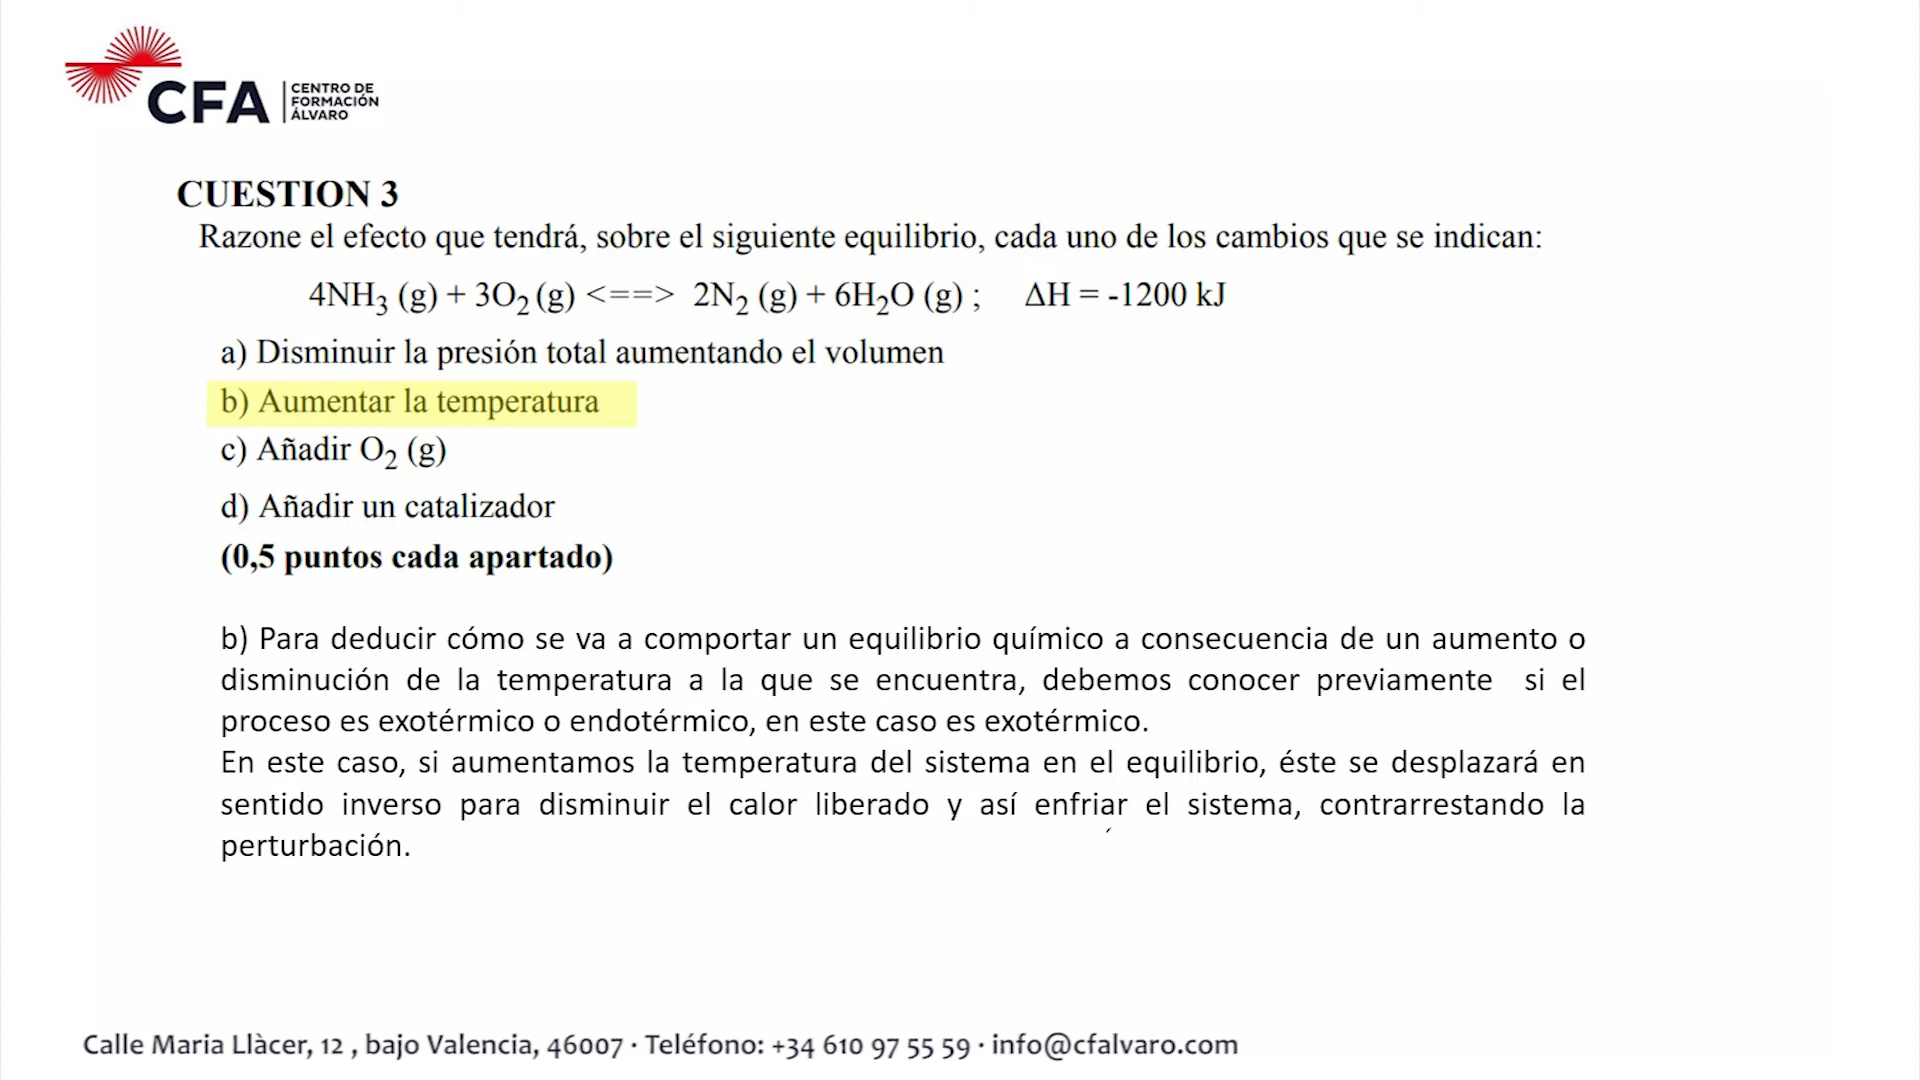 CFA
CENTRO DE
FORMACIÓN
ÁLVARO
CUESTION 3
Razone el efecto que tendrá, sobre el siguiente equilibrio, cada uno de los cambios que se indican:
4NH₃ (g) + 3O₂ (g) <==> 2N₂ (g) + 6H₂O (g) ; ΔH = -1200 kJ
a) Disminuir la presión total aumentando el volumen
b) Aumentar la temperatura
c) Añadir O₂ (g)
d) Añadir un catalizador
(0,5 puntos cada apartado)
b) Para deducir cómo se va a comportar un equilibrio químico a consecuencia de un aumento o
disminución de la temperatura a la que se encuentra, debemos conocer previamente si el
proceso es exotérmico o endotérmico, en este caso es exotérmico.
En este caso, si aumentamos la temperatura del sistema en el equilibrio, éste se desplazará en
sentido inverso para disminuir el calor liberado y así enfriar el sistema, contrarrestando la
perturbación.
Calle Maria Llàcer, 12 , bajo Valencia, 46007 · Teléfono: +34 610 97 55 59 · info@cfalvaro.com